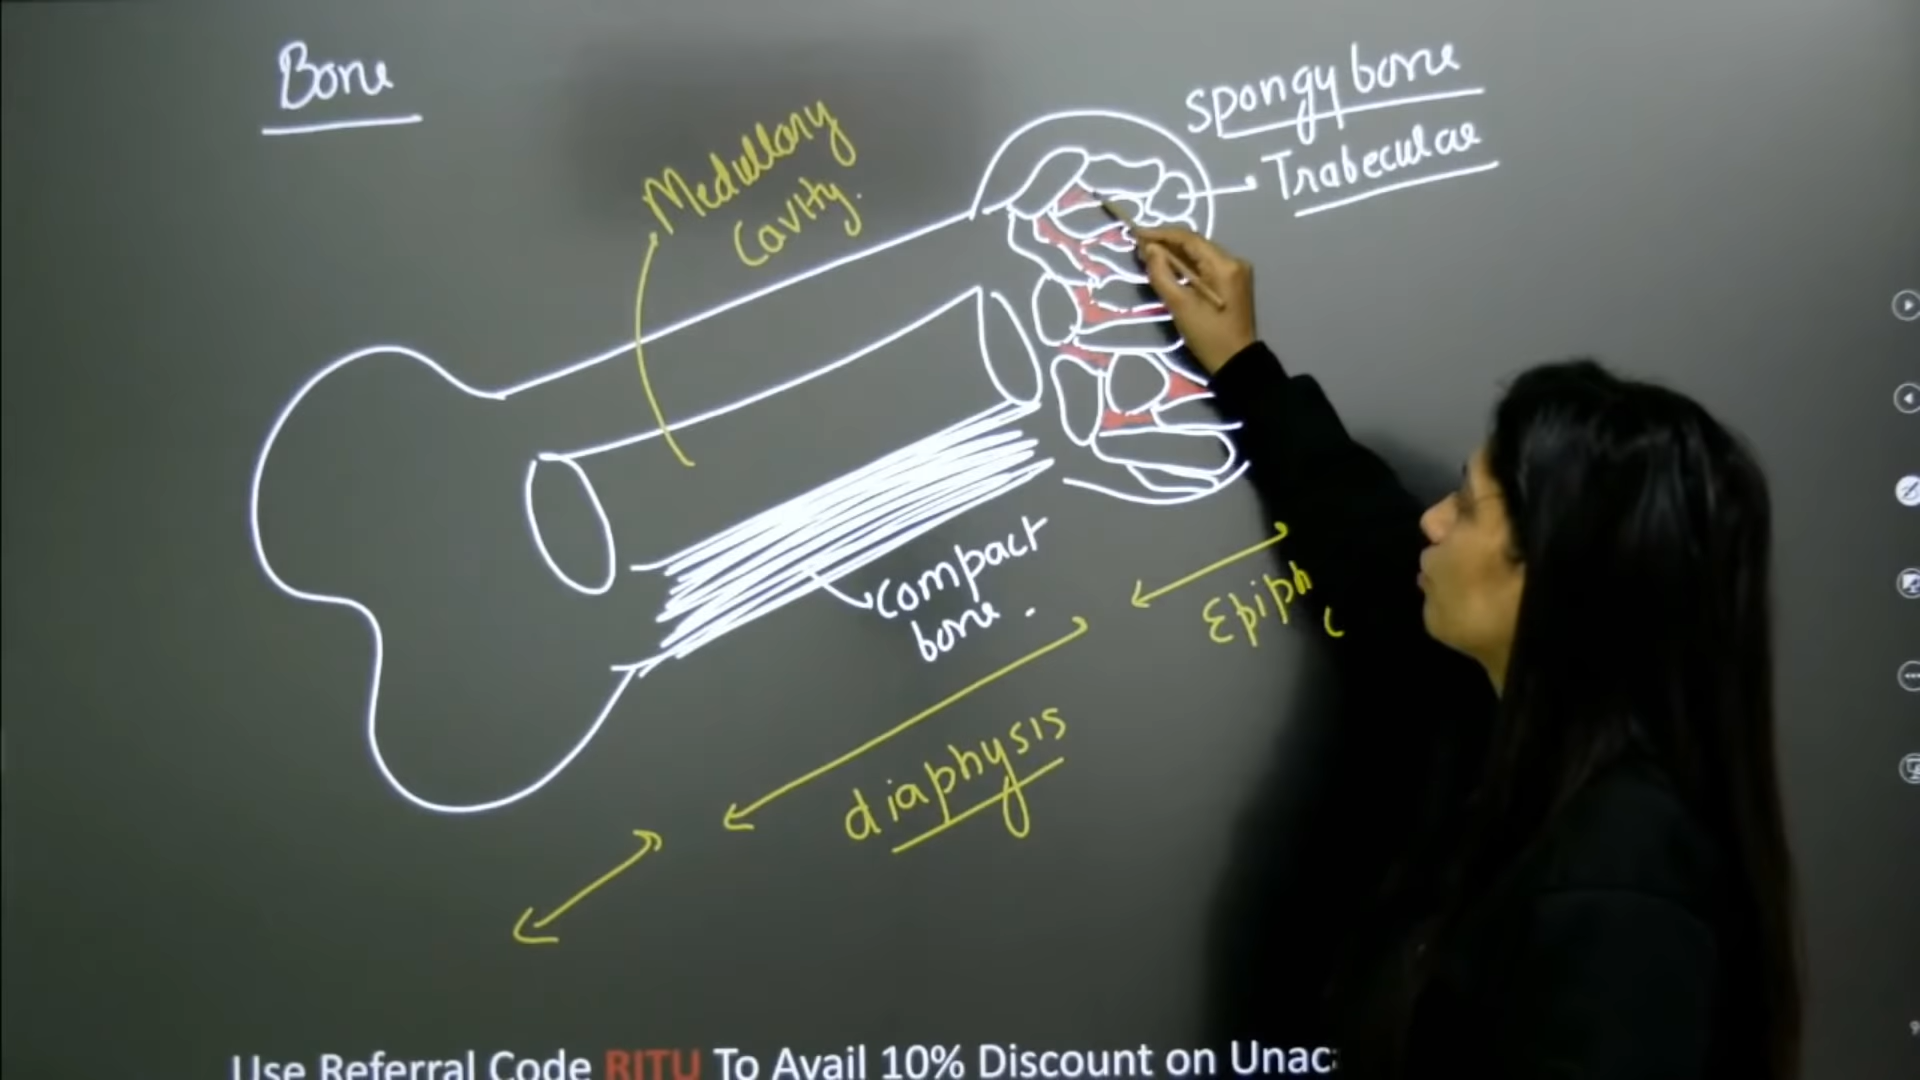 Bone
Medullary
Cavity.
Spongy bone
Trabeculae
Compact
bone.
Epiph
diaphysis
Use Referral Code RITU To Avail 10% Discount on Unac